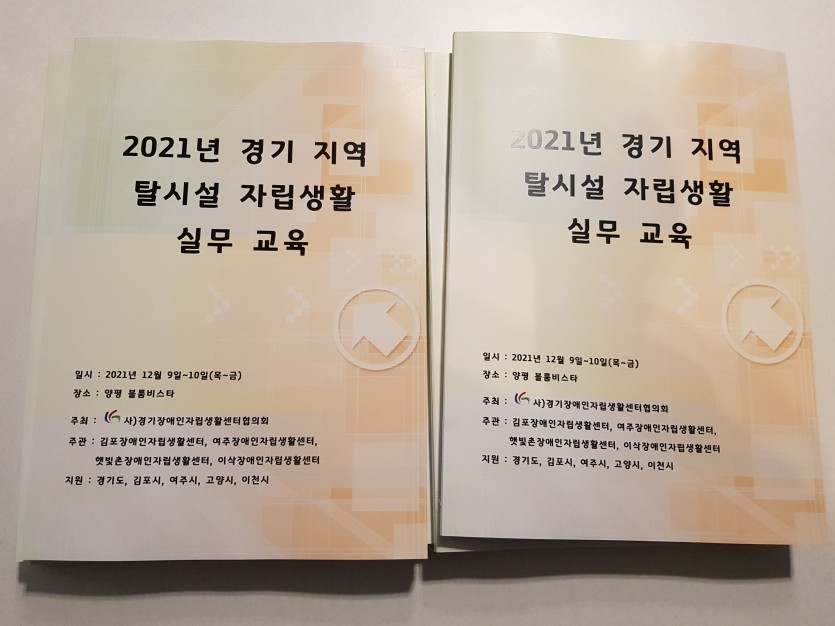 2021년 경기 지역
탈시설 자립생활
실무 교육
일시 : 2021년 12월 9일~10일(목~금)
장소 : 양평 블룸비스타
주최 : 사)경기장애인자립생활센터협의회
주관 : 김포장애인자립생활센터, 여주장애인자립생활센터,
햇빛촌장애인자립생활센터, 이삭장애인자립생활센터
지원 : 경기도, 김포시, 여주시, 고양시, 이천시
2021년 경기 지역
탈시설 자립생활
실무 교육
일시 : 2021년 12월 9일~10일(목~금)
장소 : 양평 블룸비스타
주최 : 사)경기장애인자립생활센터협의회
주관 : 김포장애인자립생활센터, 여주장애인자립생활센터,
햇빛촌장애인자립생활센터, 이삭장애인자립생활센터
지원 : 경기도, 김포시, 여주시, 고양시, 이천시